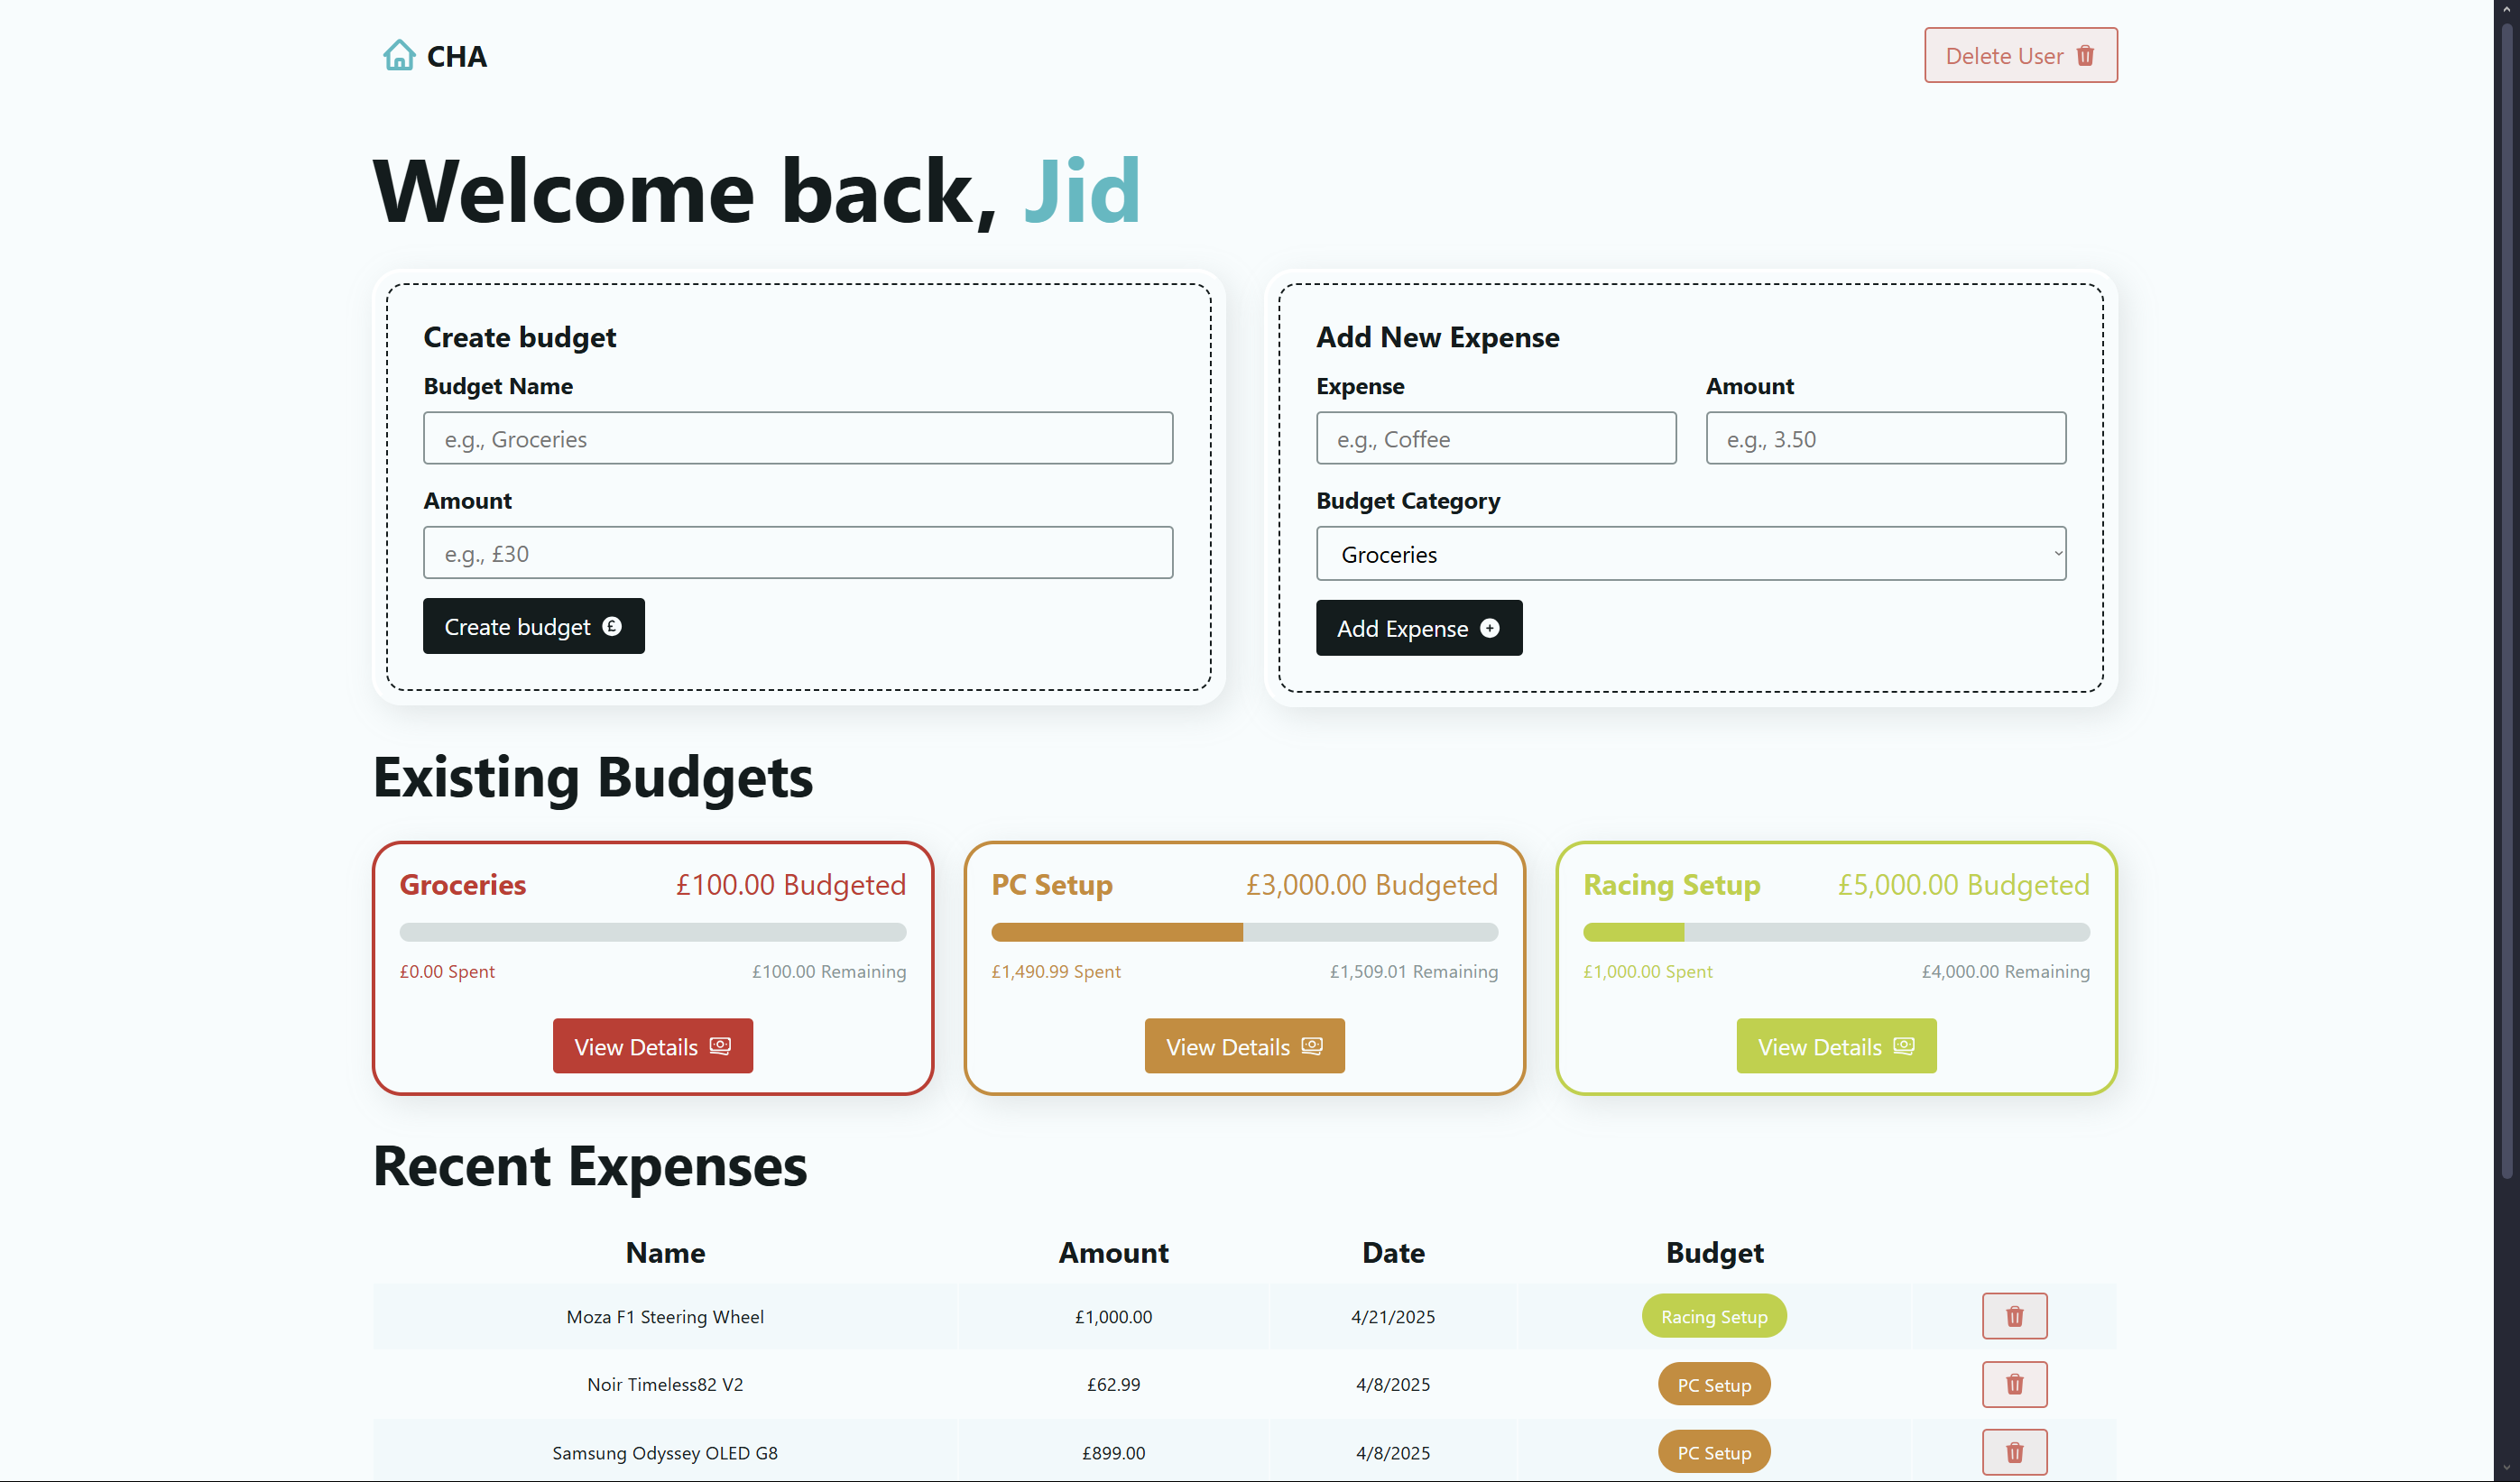 CHA
Delete User
Welcome back, Jid
Create budget
Budget Name
e.g., Groceries
Amount
e.g., £30
Create budget
Add New Expense
Expense
Amount
e.g., Coffee
e.g., 3.50
Budget Category
Groceries
Add Expense
Existing Budgets
Groceries £100.00 Budgeted
£0.00 Spent £100.00 Remaining
View Details
PC Setup £3,000.00 Budgeted
£1,490.99 Spent £1,509.01 Remaining
View Details
Racing Setup £5,000.00 Budgeted
£1,000.00 Spent £4,000.00 Remaining
View Details
Recent Expenses
Name Amount Date Budget
Moza F1 Steering Wheel £1,000.00 4/21/2025 Racing Setup
Noir Timeless82 V2 £62.99 4/8/2025 PC Setup
Samsung Odyssey OLED G8 £899.00 4/8/2025 PC Setup